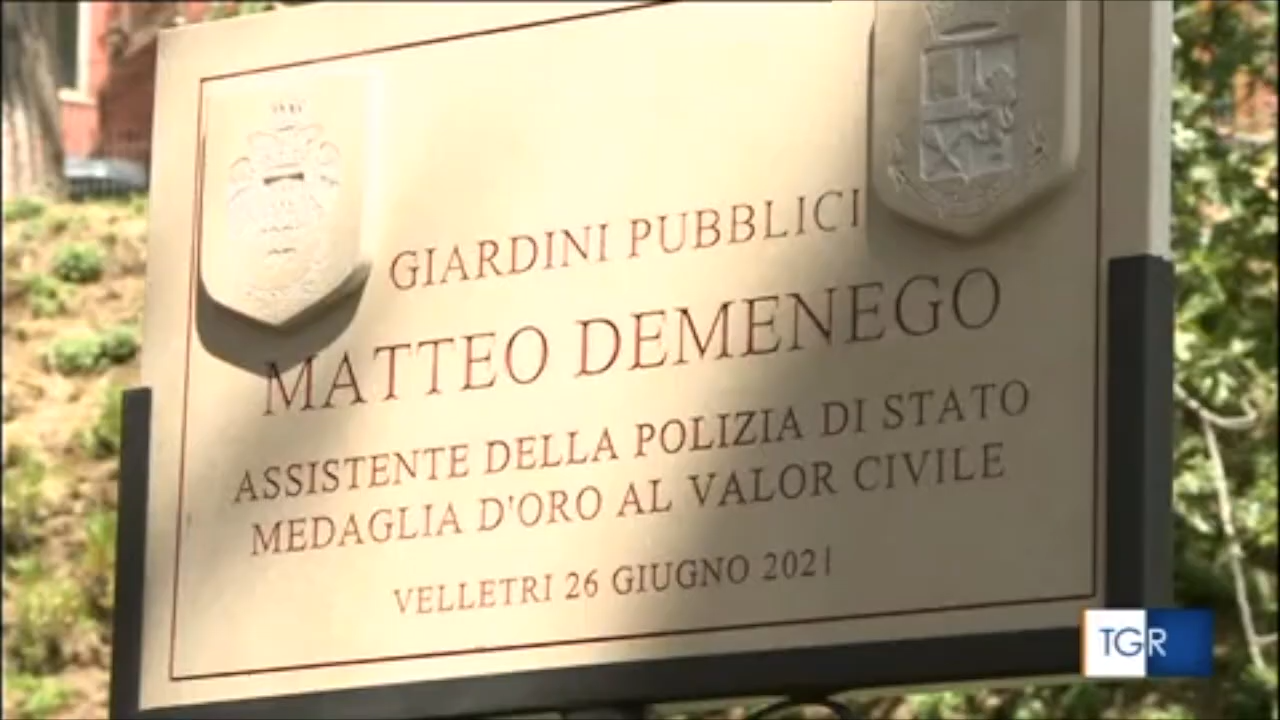 GIARDINI PUBBLICI
MATTEO DEMENEGO
ASSISTENTE DELLA POLIZIA DI STATO
MEDAGLIA D'ORO AL VALOR CIVILE
VELLETRI 26 GIUGNO 2021
TGR